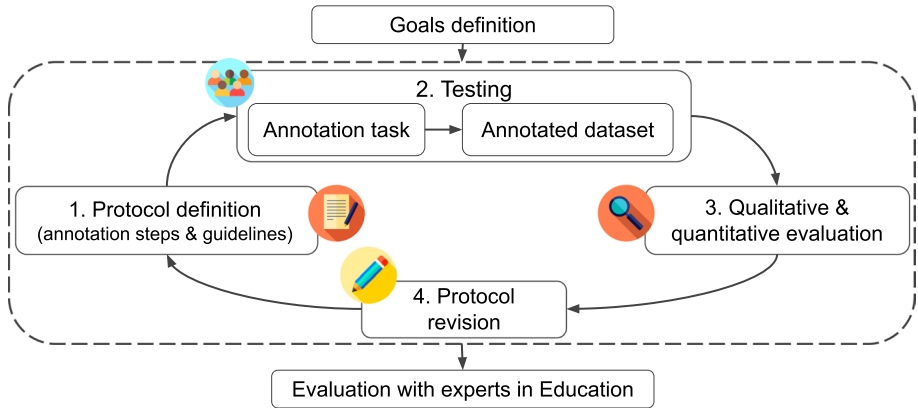 Goals definition
2. Testing
Annotation task
Annotated dataset
1. Protocol definition
(annotation steps & guidelines)
3. Qualitative &
quantitative evaluation
4. Protocol
revision
Evaluation with experts in Education